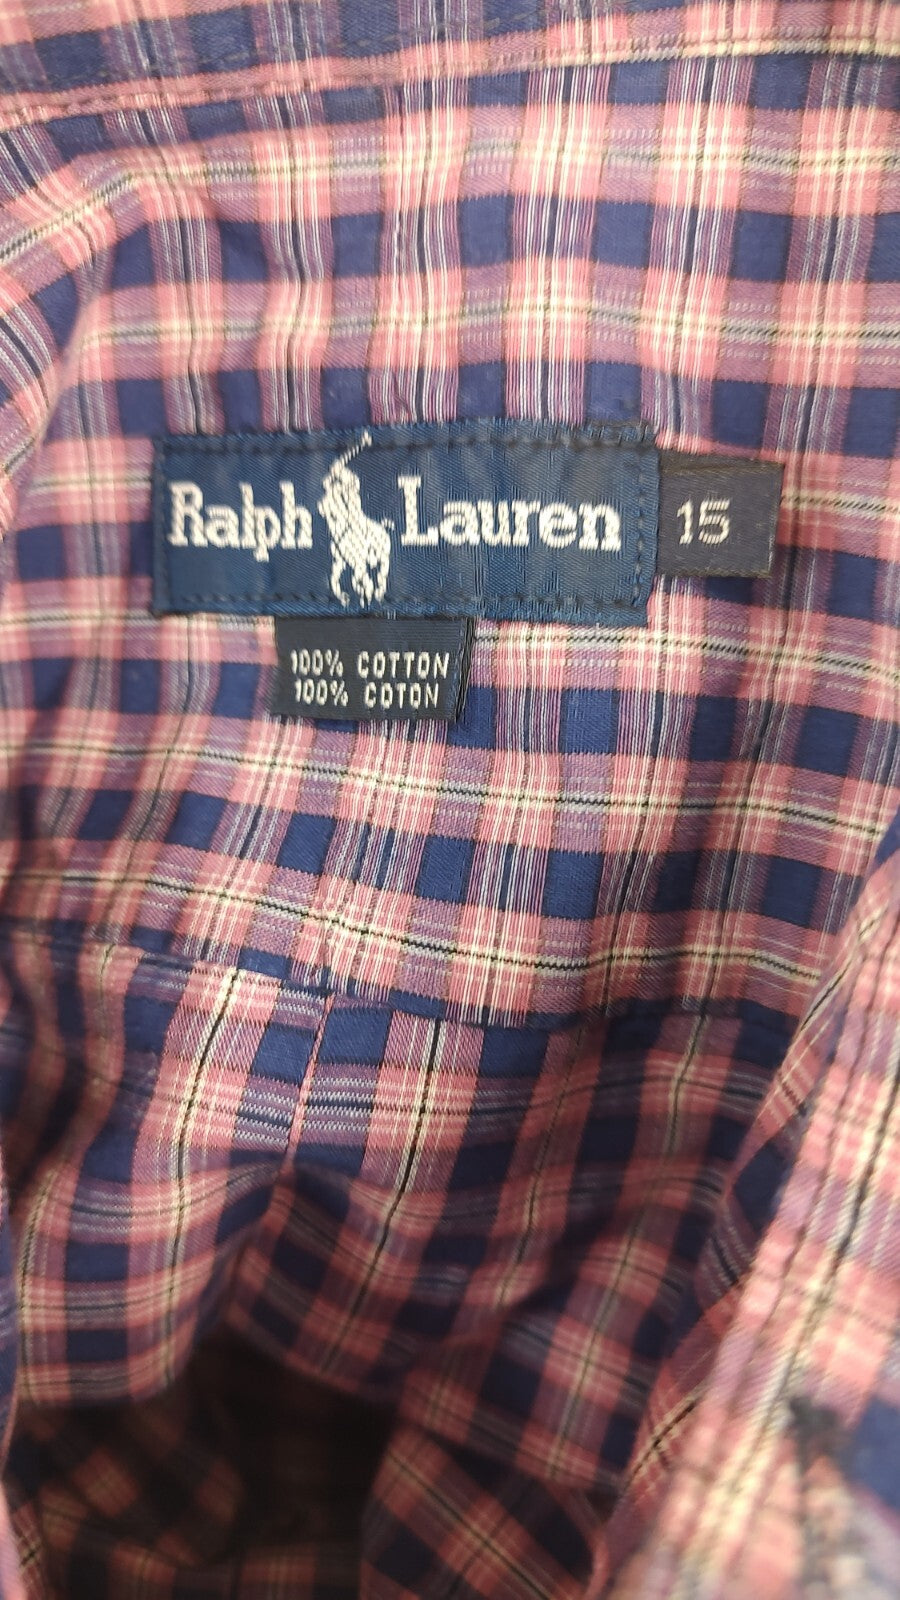 Ralph Lauren
15
100% COTTON
100% COTON